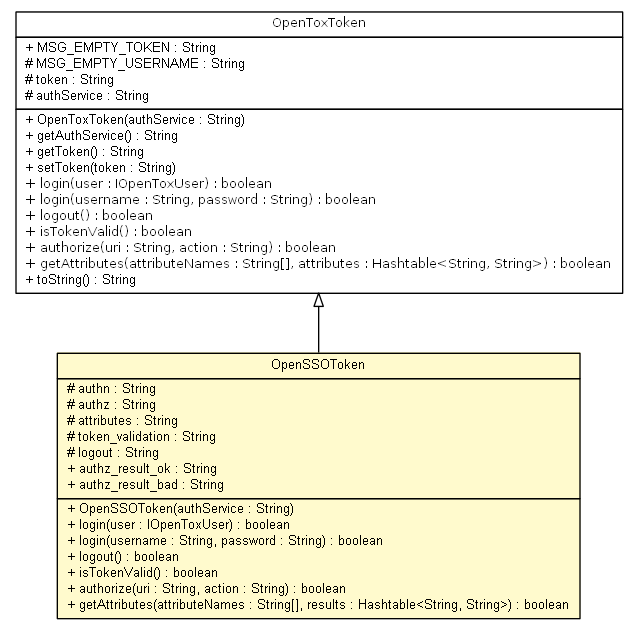 OpenToxToken
+ MSG_EMPTY_TOKEN : String
# MSG_EMPTY_USERNAME : String
# token : String
# authService : String
+ OpenToxToken(authService : String)
+ getAuthService() : String
+ getToken() : String
+ setToken(token : String)
+ login(user : IOpenToxUser) : boolean
+ login(username : String, password : String) : boolean
+ logout() : boolean
+ isTokenValid() : boolean
+ authorize(uri : String, action : String) : boolean
+ getAttributes(attributeNames : String[], attributes : Hashtable<String, String>) : boolean
+ toString() : String
OpenSSOToken
# authn : String
# authz : String
# attributes : String
# token_validation : String
# logout : String
+ authz_result_ok : String
+ authz_result_bad : String
+ OpenSSOToken(authService : String)
+ login(user : IOpenToxUser) : boolean
+ login(username : String, password : String) : boolean
+ logout() : boolean
+ isTokenValid() : boolean
+ authorize(uri : String, action : String) : boolean
+ getAttributes(attributeNames : String[], results : Hashtable<String, String>) : boolean